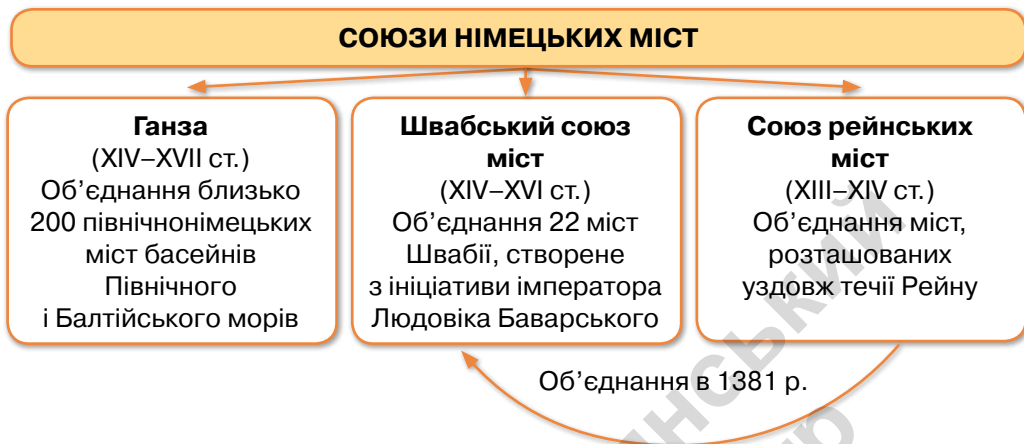 СОЮЗИ НІМЕЦЬКИХ МІСТ
Ганза
(XIV–XVII ст.)
Об’єднання близько
200 північнонімецьких
міст басейнів
Північного
і Балтійського морів
Швабський союз
міст
(XIV–XVI ст.)
Об’єднання 22 міст
Швабії, створене
з ініціативи імператора
Людовіка Баварського
Союз рейнських
міст
(XIII–XIV ст.)
Об’єднання міст,
розташованих
уздовж течії Рейну
Об’єднання в 1381 р.